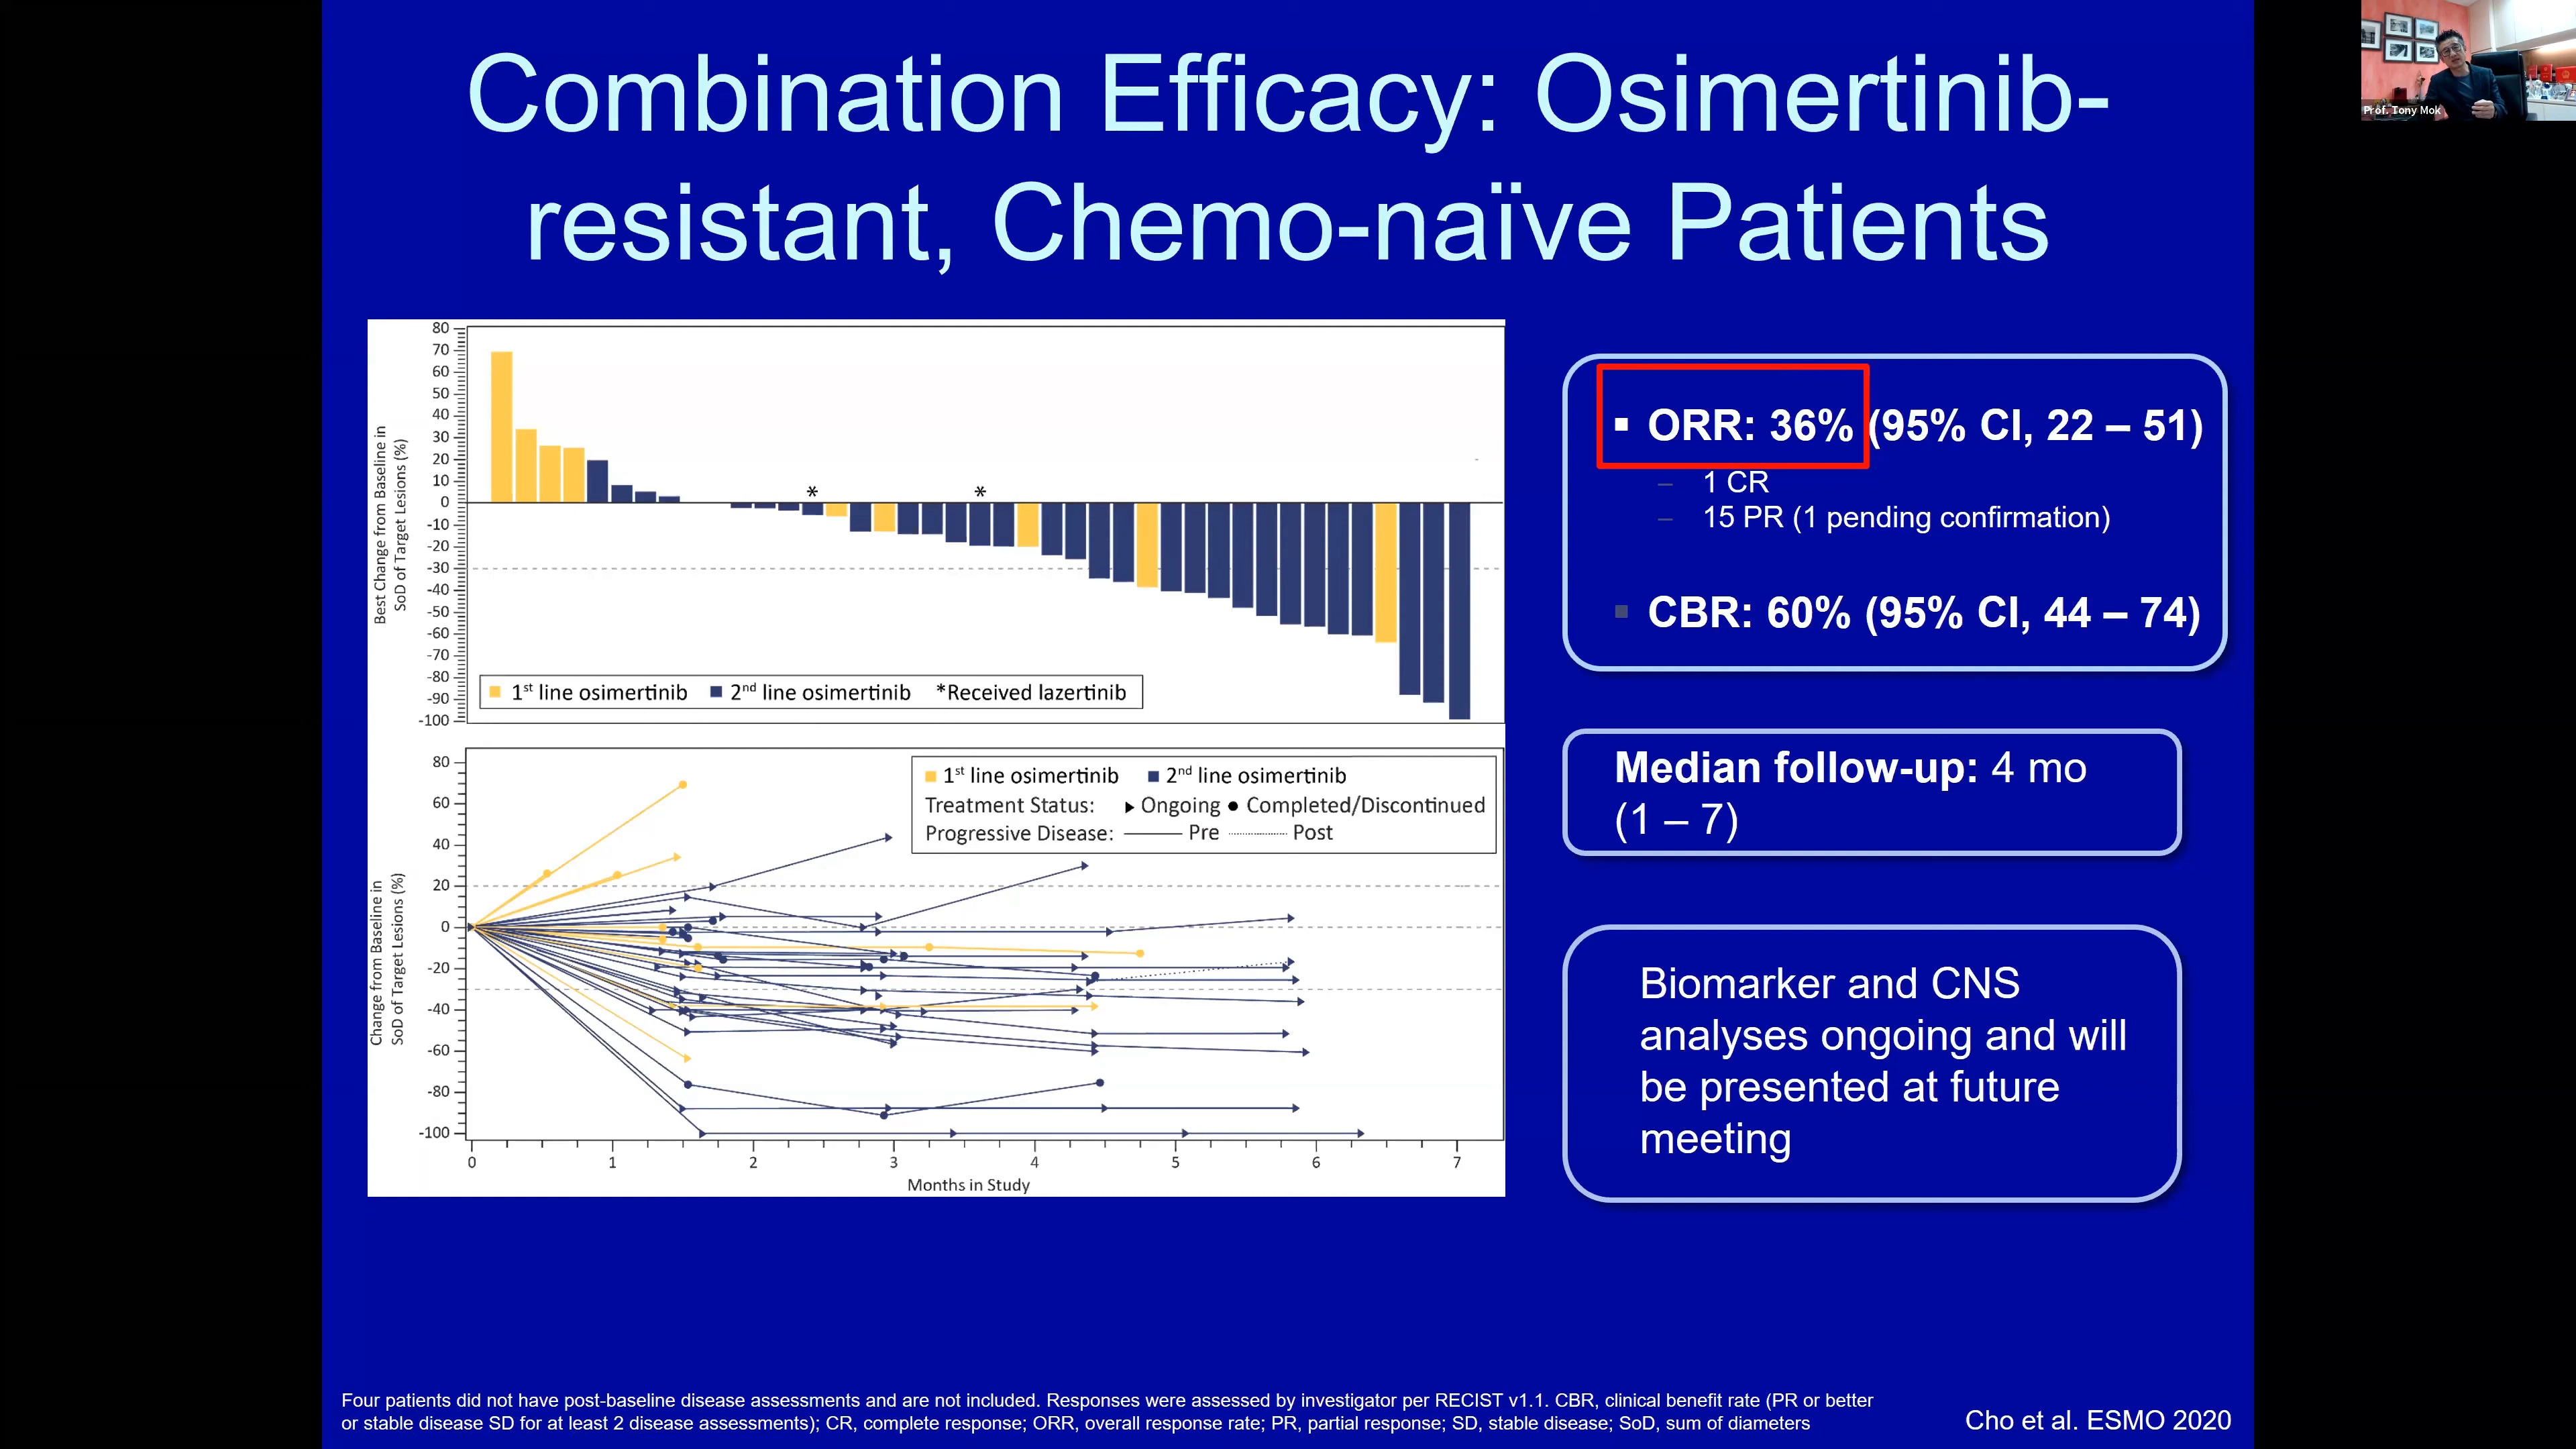 Combination Efficacy: Osimertinib-
resistant, Chemo-naïve Patients
Prof. Tony Mok
Best Change from Baseline in
SoD of Target Lesions (%)
80
70
60
50
40
30
20
10
0
-10
-20
-30
-40
-50
-60
-70
-80
-90
-100
*
*
1st line osimertinib 2nd line osimertinib *Received lazertinib
Change from Baseline in
SoD of Target Lesions (%)
80
60
40
20
0
-20
-40
-60
-80
-100
1st line osimertinib 2nd line osimertinib
Treatment Status: Ongoing Completed/Discontinued
Progressive Disease: Pre Post
0 1 2 3 4 5 6 7
Months in Study
ORR: 36% (95% CI, 22 – 51)
– 1 CR
– 15 PR (1 pending confirmation)
CBR: 60% (95% CI, 44 – 74)
Median follow-up: 4 mo
(1 – 7)
Biomarker and CNS
analyses ongoing and will
be presented at future
meeting
Four patients did not have post-baseline disease assessments and are not included. Responses were assessed by investigator per RECIST v1.1. CBR, clinical benefit rate (PR or better
or stable disease SD for at least 2 disease assessments); CR, complete response; ORR, overall response rate; PR, partial response; SD, stable disease; SoD, sum of diameters
Cho et al. ESMO 2020